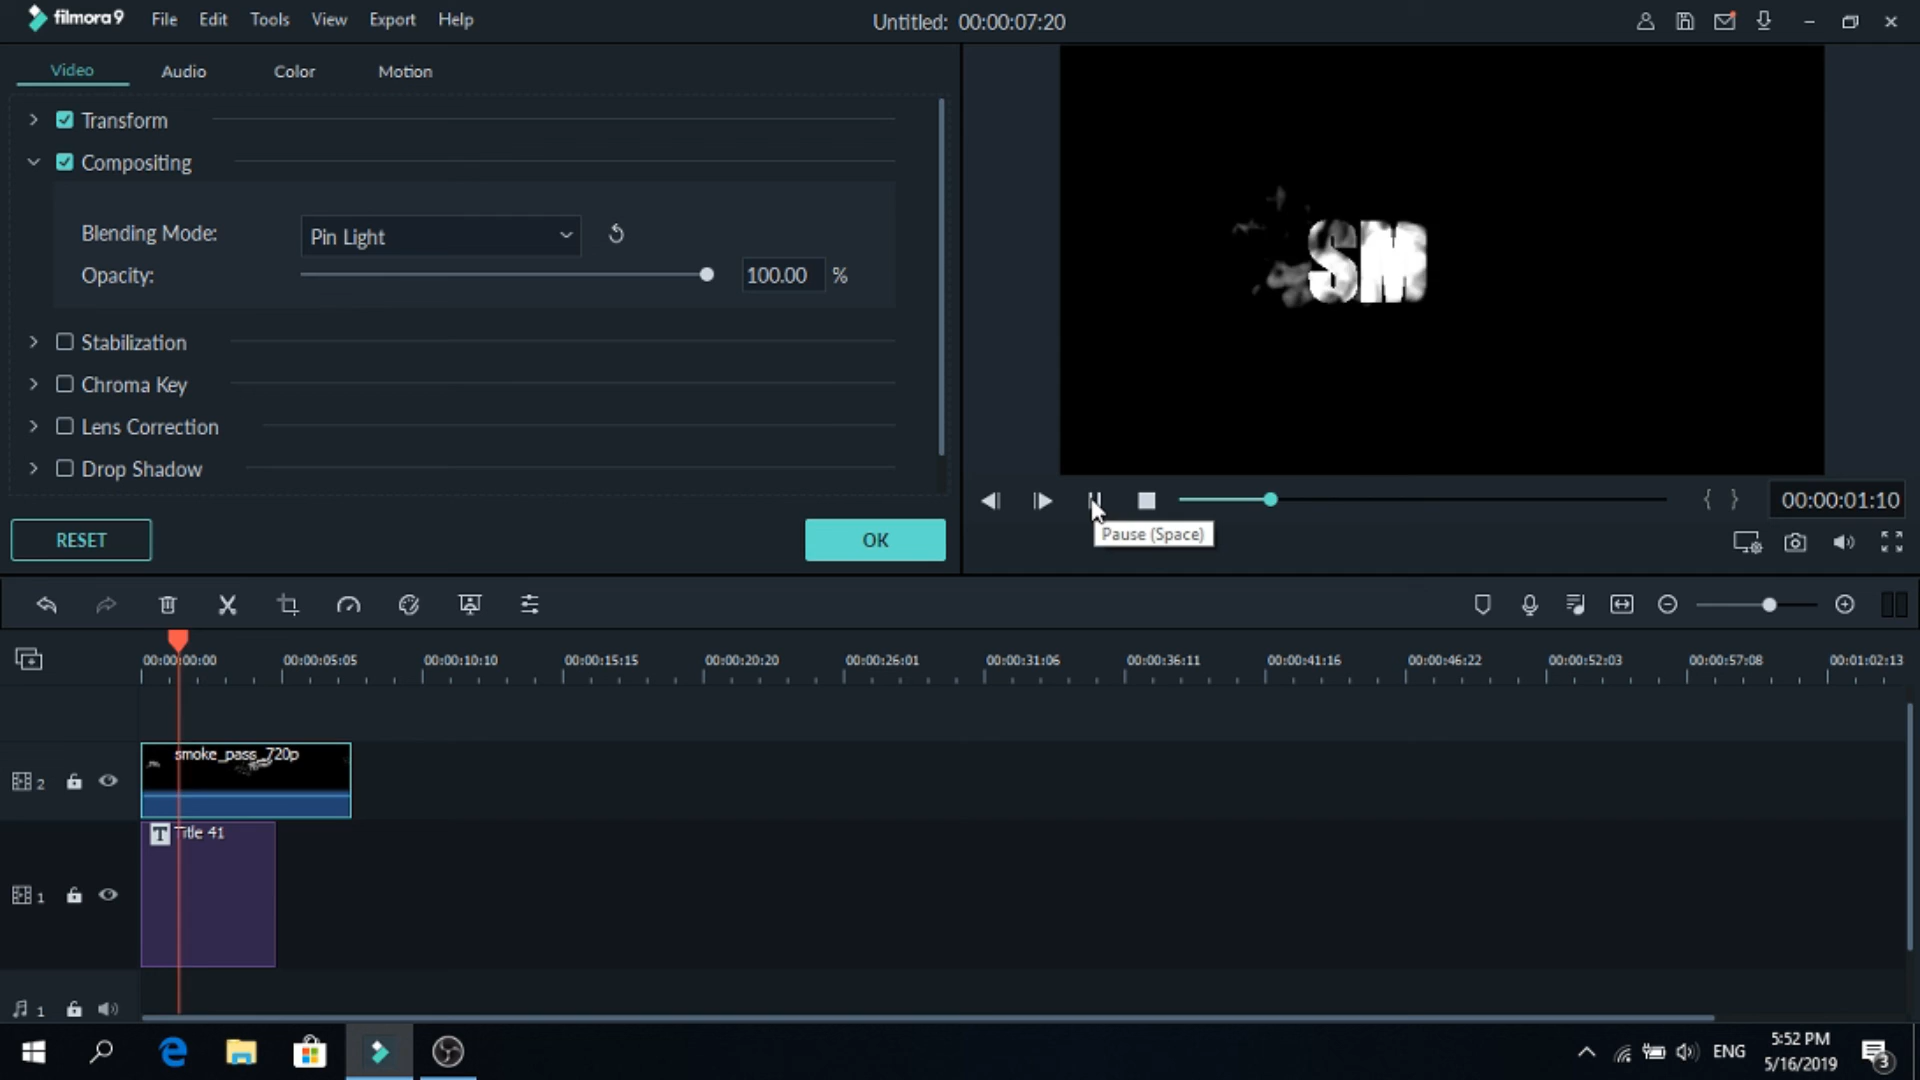 filmora9 File Edit Tools View Export Help Untitled: 00:00:07:20
Video Audio Color Motion
Transform
Compositing
Blending Mode: Pin Light
Opacity: 100.00 %
Stabilization
Chroma Key
Lens Correction
Drop Shadow
RESET OK
SM
{ } 00:00:01:10
Pause (Space)
00:00:00:00 00:00:05:05 00:00:10:10 00:00:15:15 00:00:20:20 00:00:26:01 00:00:31:06 00:00:36:11 00:00:41:16 00:00:46:22 00:00:52:03 00:00:57:08 00:01:02:13
smoke_pass_720p
2
T Title 41
1
1
ENG 5:52 PM
5/16/2019
3